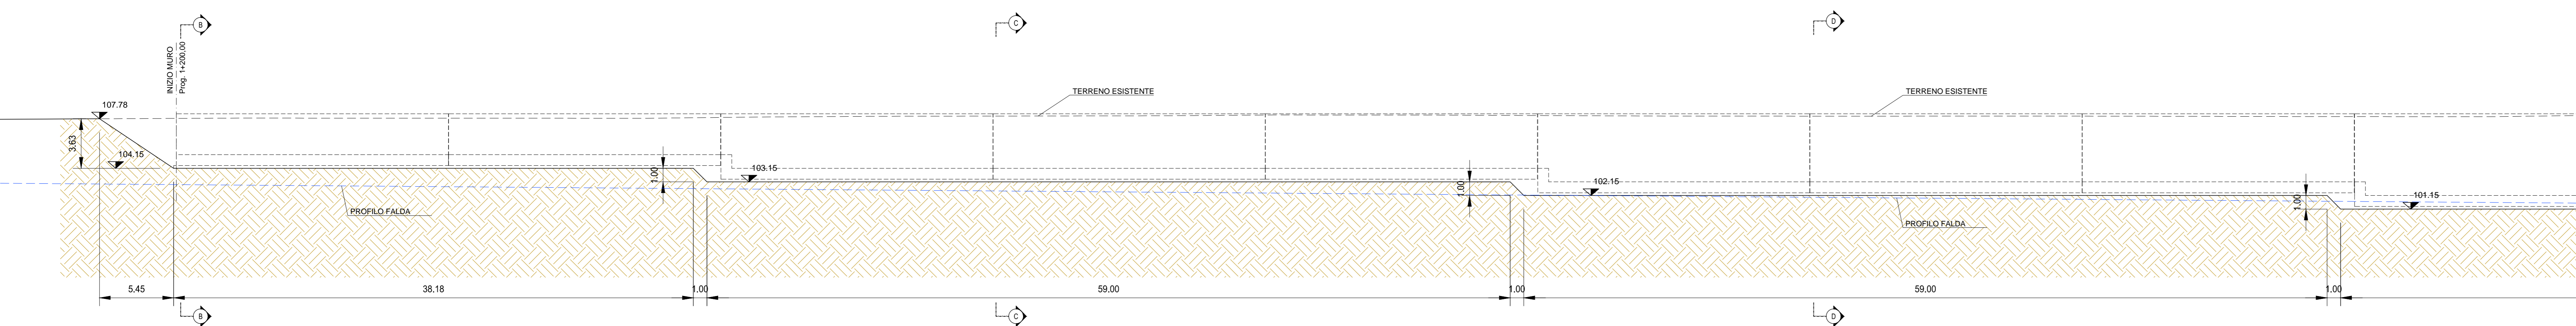 B
C
D
INIZIO MURO
Prog. 1+200.00
TERRENO ESISTENTE
TERRENO ESISTENTE
107.78
3.63
104.15
1.00
103.15
1.00
102.15
1.00
101.15
PROFILO FALDA
PROFILO FALDA
5.45
38,18
1.00
59.00
1.00
59.00
1.00
B
C
D